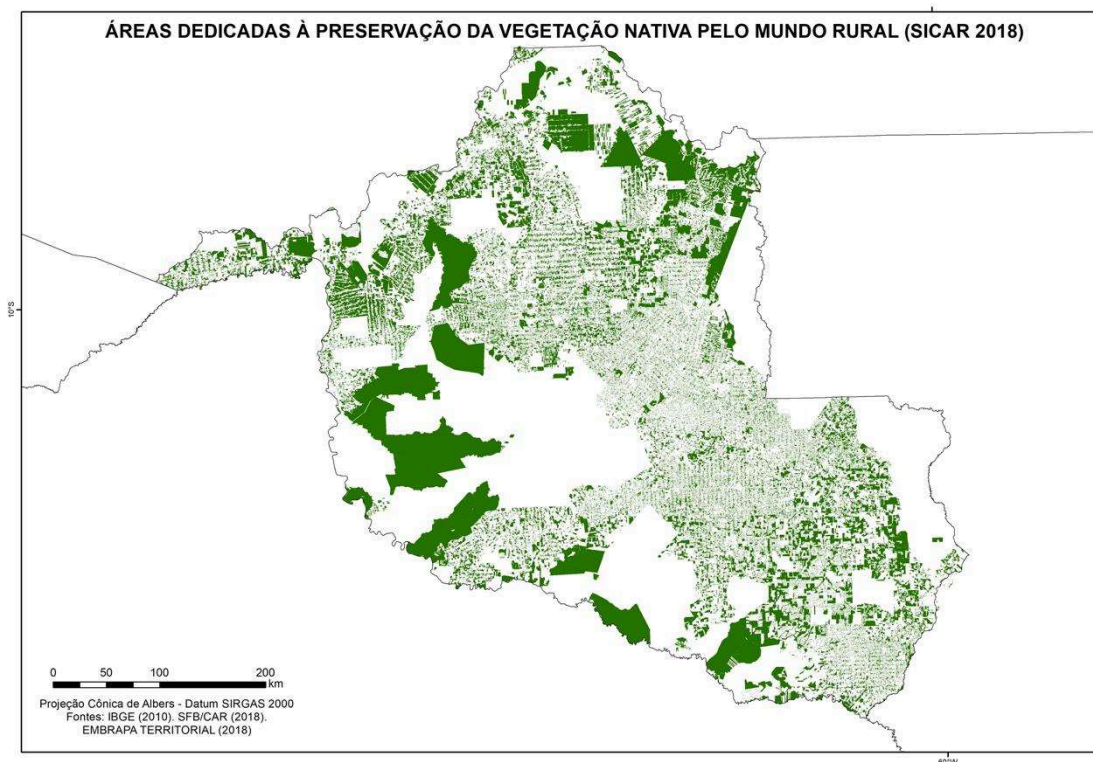 ÁREAS DEDICADAS À PRESERVAÇÃO DA VEGETAÇÃO NATIVA PELO MUNDO RURAL (SICAR 2018)
10°S
0 50 100 200
km
Projeção Cônica de Albers - Datum SIRGAS 2000
Fontes: IBGE (2010). SFB/CAR (2018).
EMBRAPA TERRITORIAL (2018)